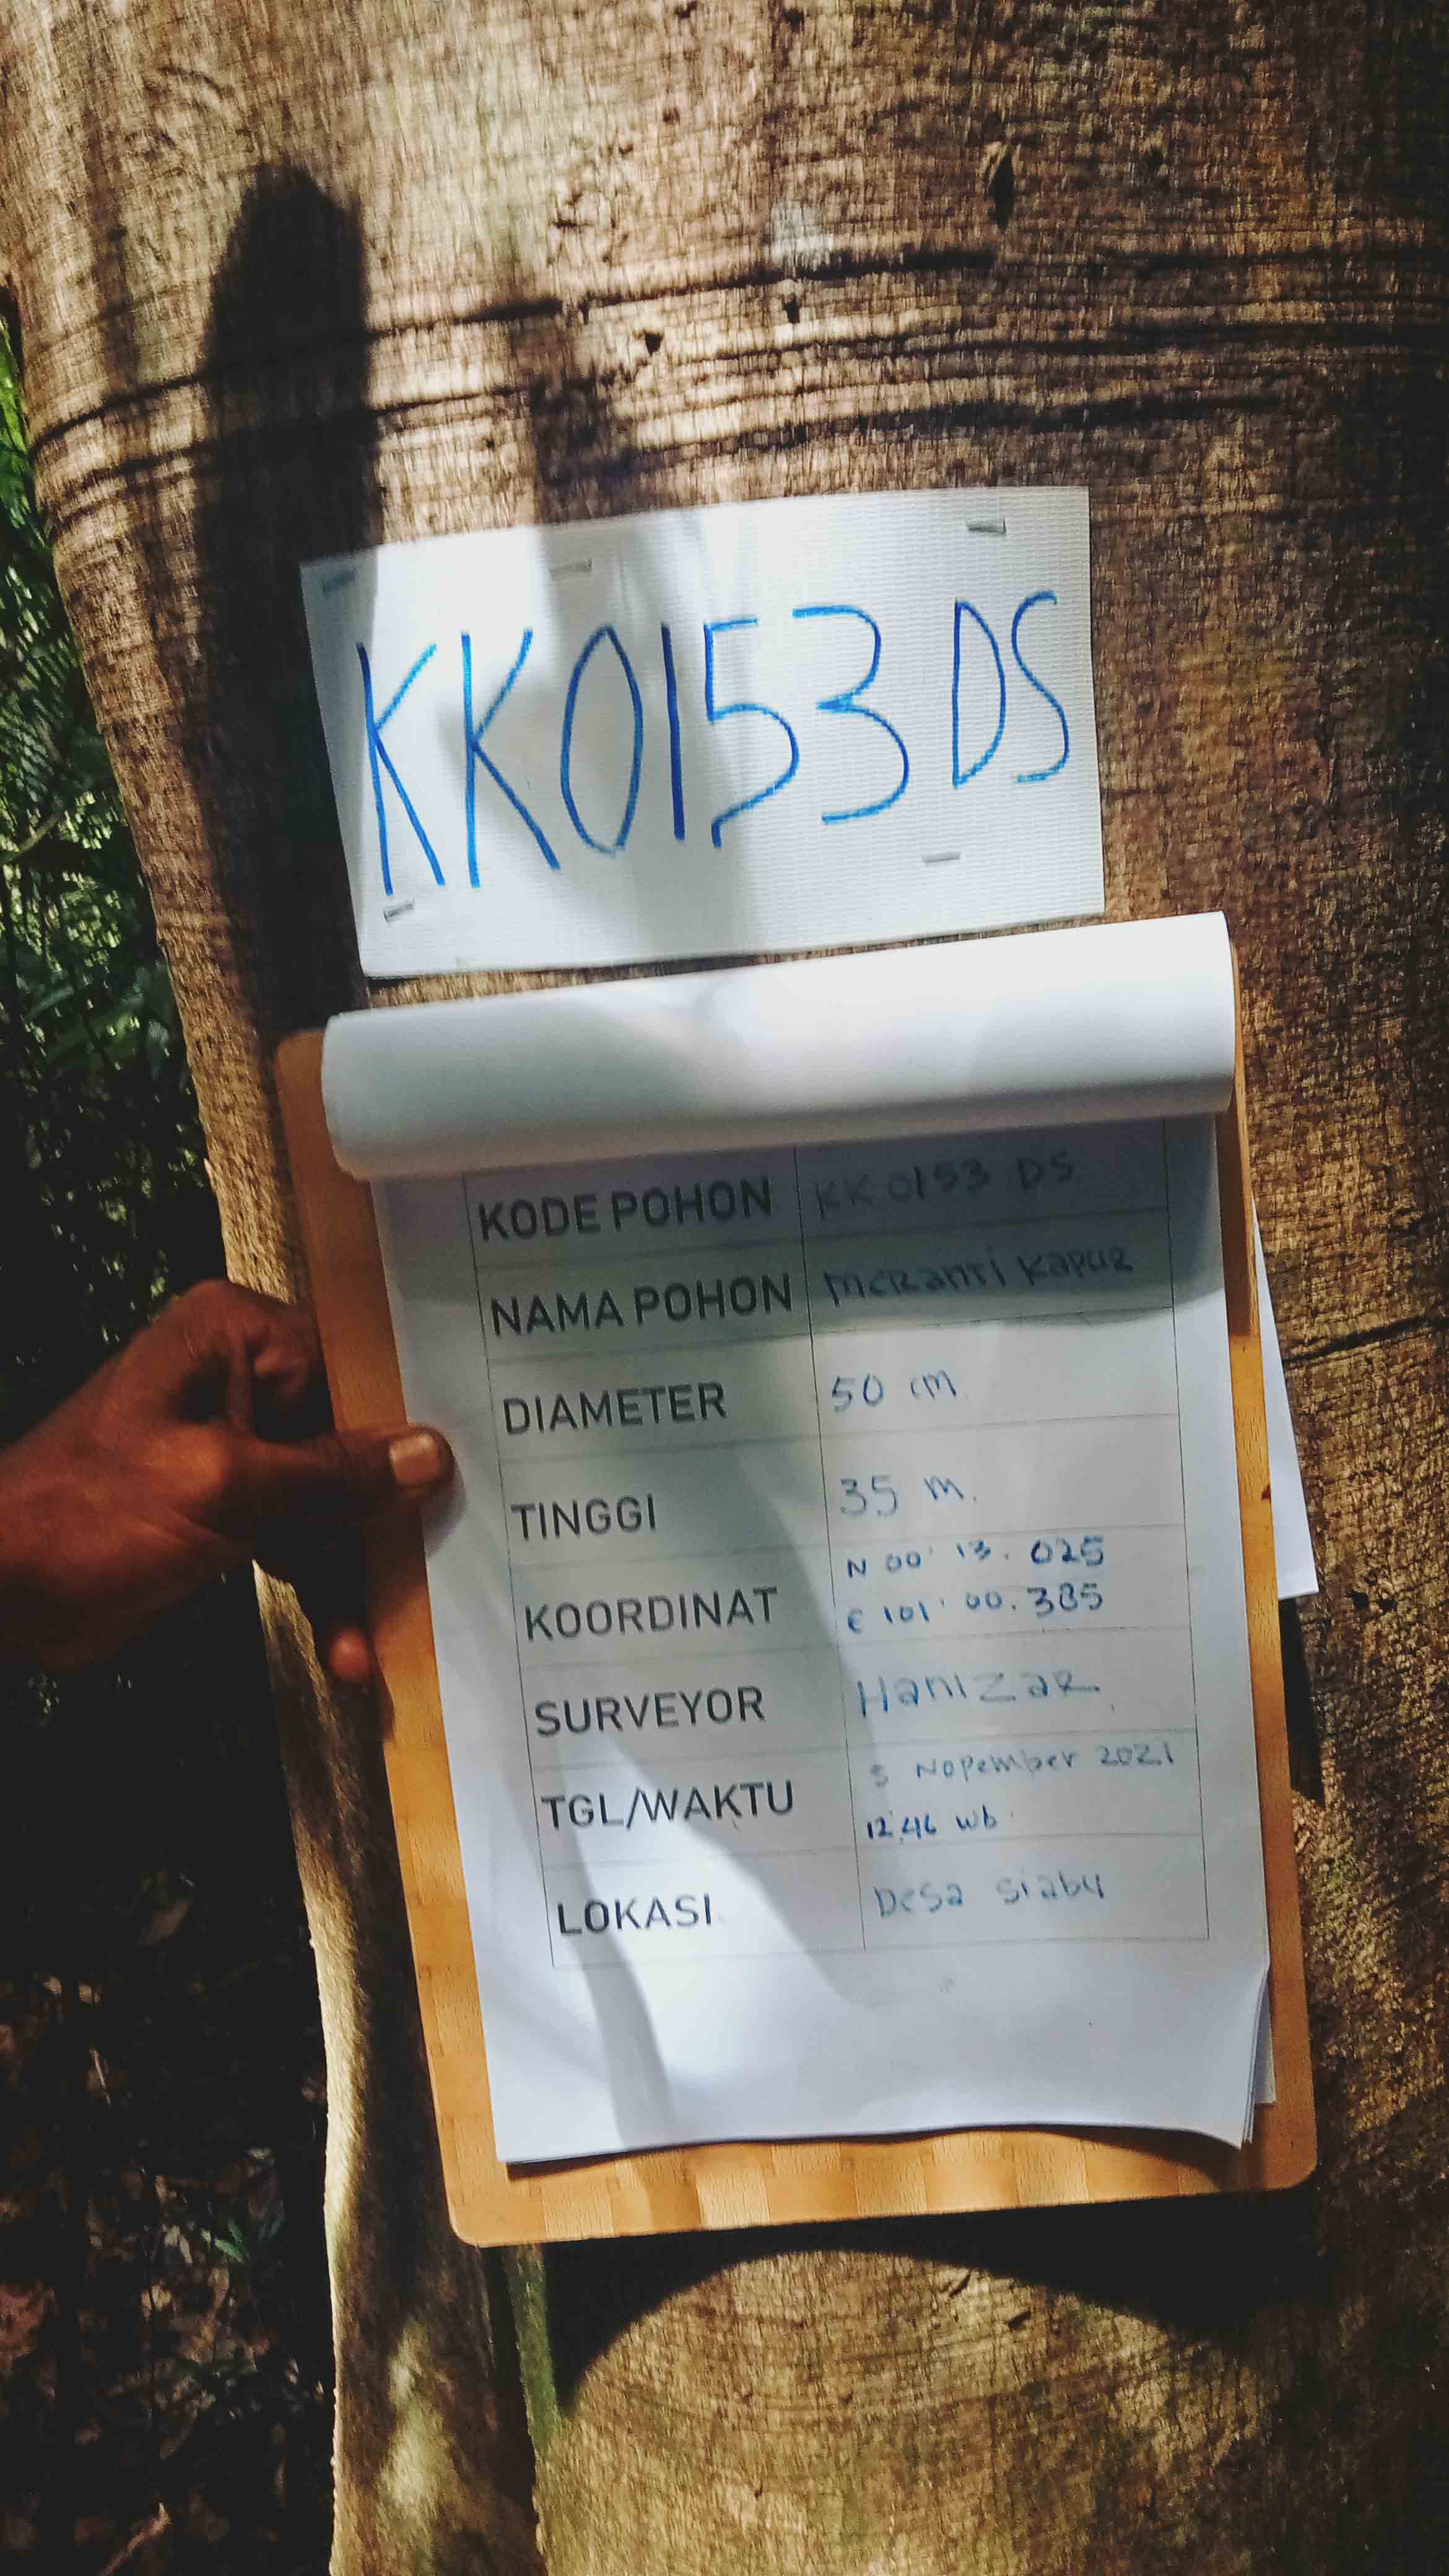 KK0153 DS
KODE POHON KK 0153 DS
NAMA POHON meranti Kapur
DIAMETER 50 cm
TINGGI 35 m.
KOORDINAT N 00' 13. 025
E 101' 00. 385
SURVEYOR Hanizar
TGL/WAKTU 5 Nopember 2021
12.46 wb
LOKASI Desa siabu